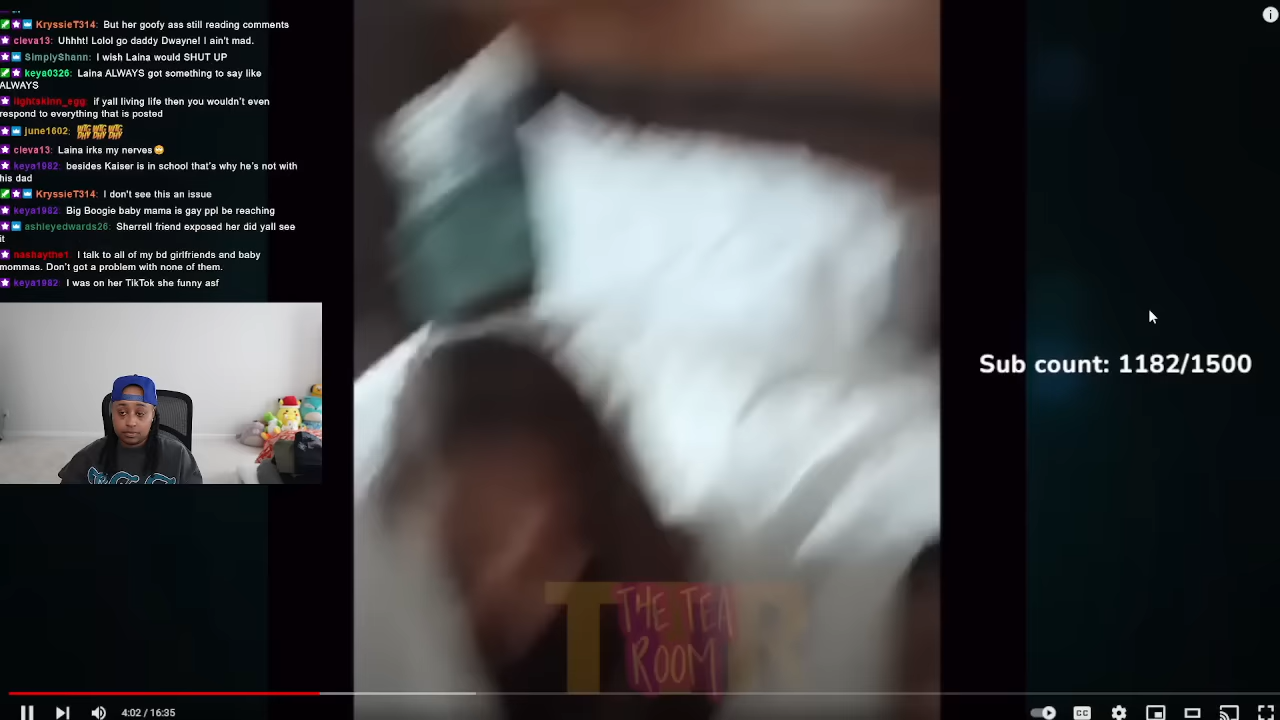 KryssieT314: But her goofy ass still reading comments
cleva13: Uhhht! Lolol go daddy Dwayne! I ain't mad.
SimplyShann: I wish Laina would SHUT UP
keya0326: Laina ALWAYS got something to say like
ALWAYS
lightskinn_egg: if yall living life then you wouldn't even
respond to everything that is posted
june1602:
cleva13: Laina irks my nerves🙄
keya1982: besides Kaiser is in school that's why he's not with
his dad
KryssieT314: I don't see this an issue
keya1982: Big Boogie baby mama is gay ppl be reaching
ashleyedwards26: Sherrell friend exposed her did yall see
it
nashaythe1: I talk to all of my bd girlfriends and baby
mommas. Don't got a problem with none of them.
keya1982: I was on her TikTok she funny asf
Sub count: 1182/1500
T R
THE TEA
ROOM
4:02 / 16:35
CC